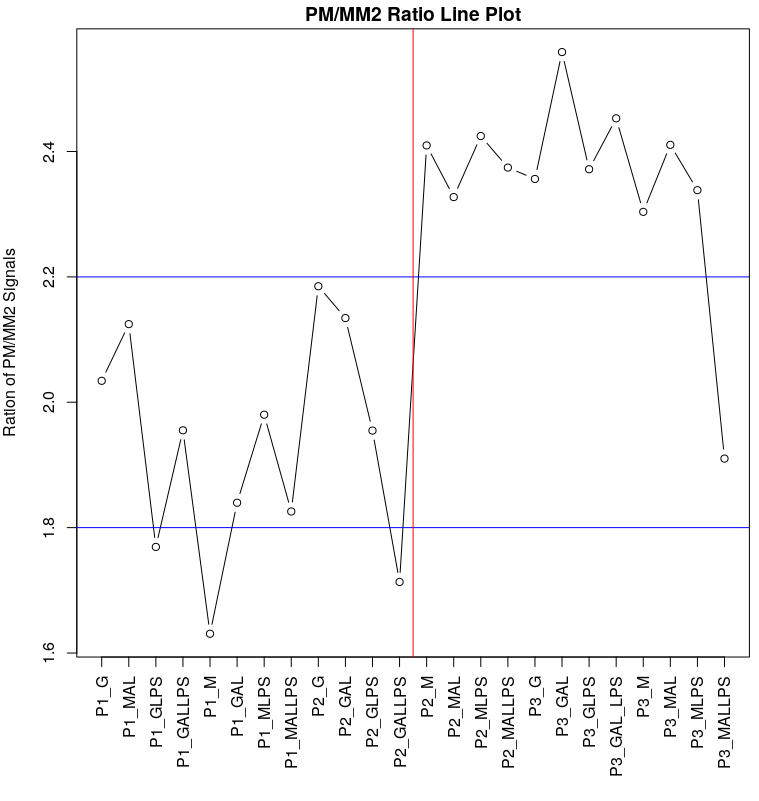 PM/MM2 Ratio Line Plot
Ration of PM/MM2 Signals
2.4
2.2
2.0
1.8
1.6
P1_G
P1_MAL
P1_GLPS
P1_GALLPS
P1_M
P1_GAL
P1_MLPS
P1_MALLPS
P2_G
P2_GAL
P2_GLPS
P2_GALLPS
P2_M
P2_MAL
P2_MLPS
P2_MALLPS
P3_G
P3_GAL
P3_GLPS
P3_GAL_LPS
P3_M
P3_MAL
P3_MLPS
P3_MALLPS